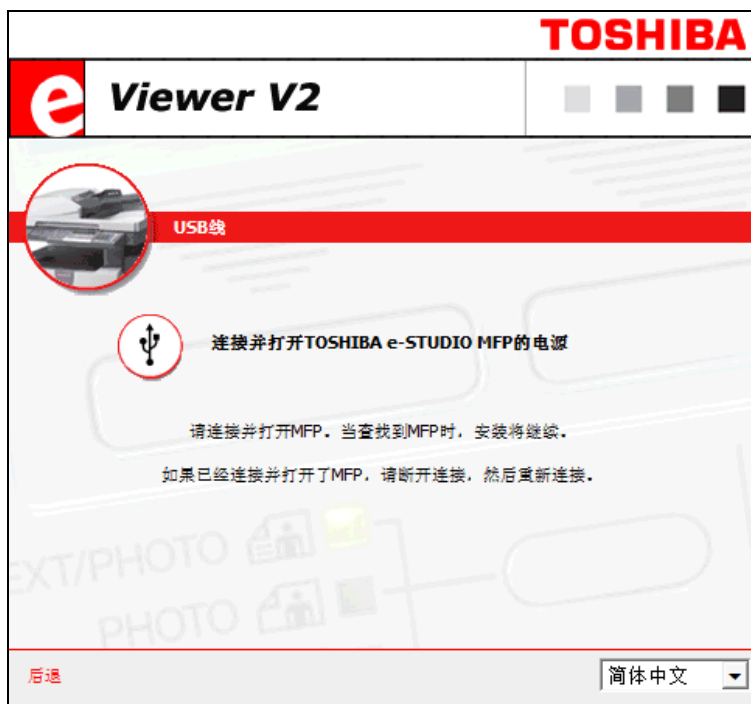 TOSHIBA
e Viewer V2
USB线
连接并打开TOSHIBA e-STUDIO MFP的电源
请连接并打开MFP。当查找到MFP时，安装将继续。
如果已经连接并打开了MFP，请断开连接，然后重新连接。
EXT/PHOTO
PHOTO
后退
简体中文